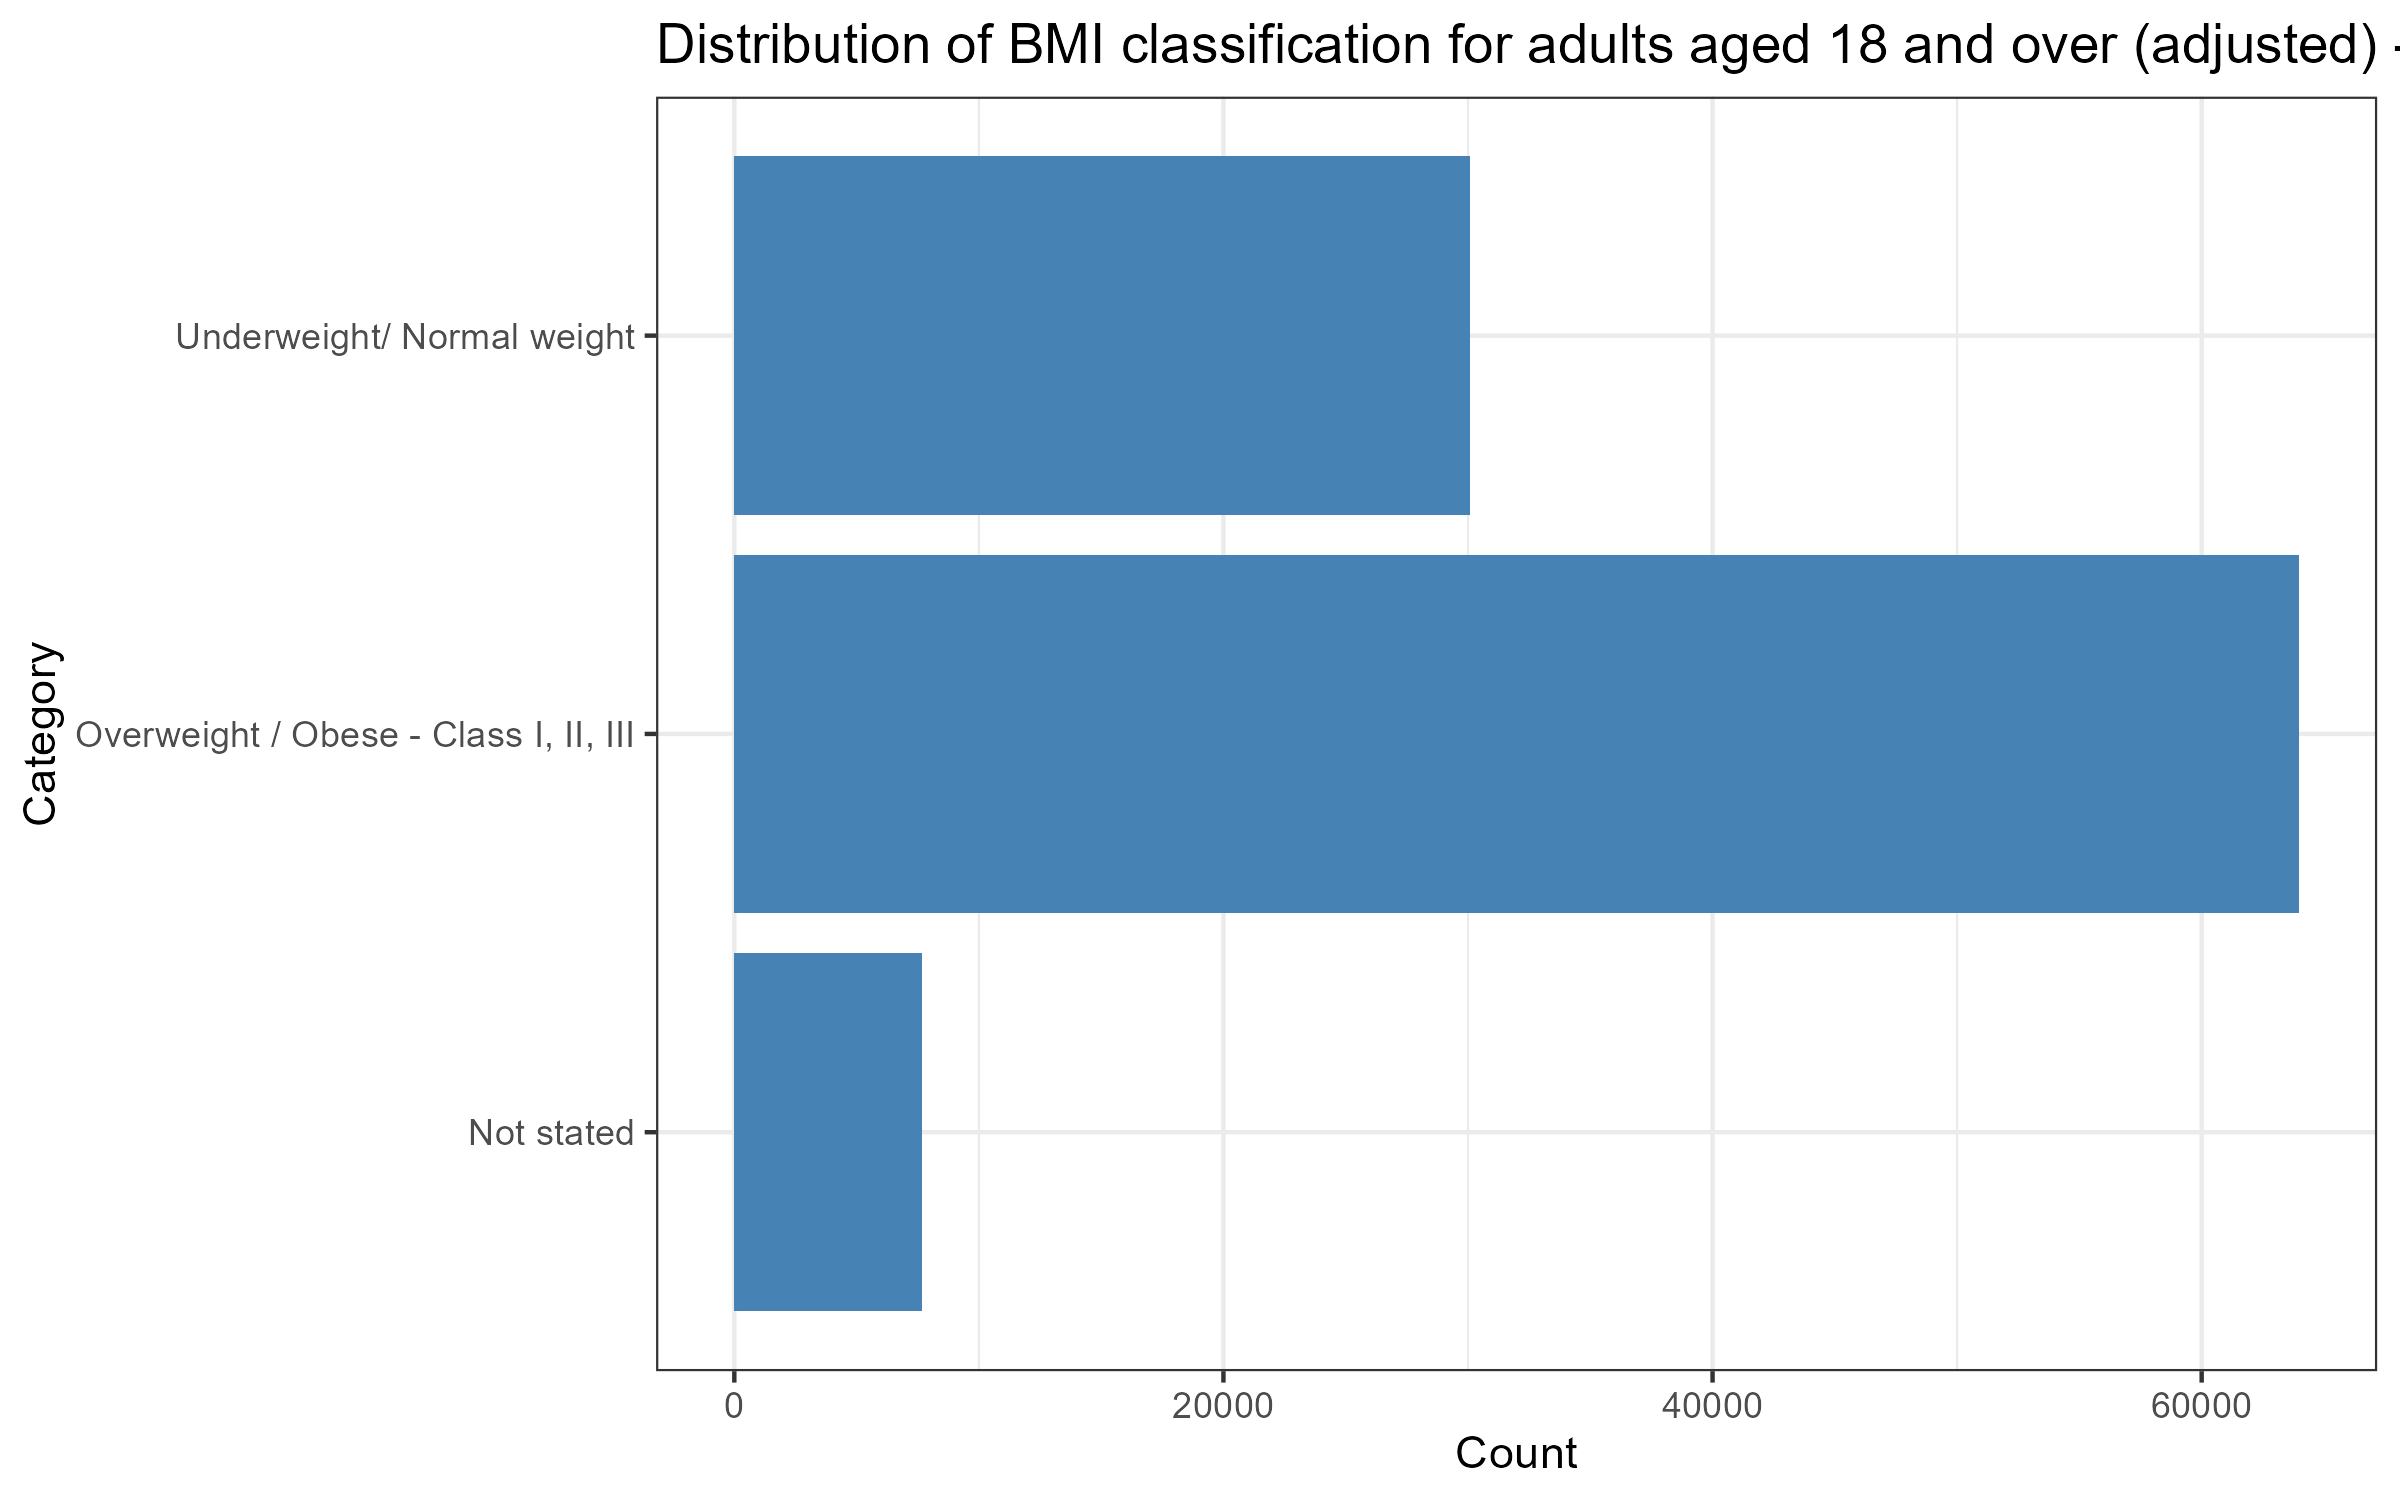 Distribution of BMI classification for adults aged 18 and over (adjusted) -
Underweight/ Normal weight
Overweight / Obese - Class I, II, III
Not stated
Category
0 20000 40000 60000
Count